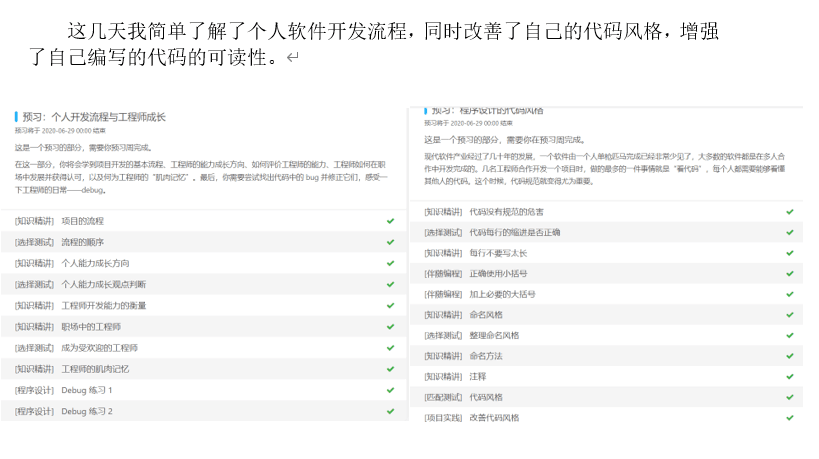 这几天我简单了解了个人软件开发流程，同时改善了自己的代码风格，增强
了自己编写的代码的可读性。
预习：个人开发流程与工程师成长
预习将于 2020-06-29 00:00 结束
这是一个预习的部分，需要你预习周完成。
在这一部分，你将会学到项目开发的基本流程、工程师的能力成长方向、如何评价工程师的能力、工程师如何在职
场中发展并获得认可，以及何为工程师的“肌肉记忆”。最后，你需要尝试找出代码中的 bug 并修正它们，感受一
下工程师的日常——debug。
[知识精讲] 项目的流程
[选择测试] 流程的顺序
[知识精讲] 个人能力成长方向
[选择测试] 个人能力成长观点判断
[知识精讲] 工程师开发能力的衡量
[知识精讲] 职场中的工程师
[选择测试] 成为受欢迎的工程师
[知识精讲] 工程师的肌肉记忆
[程序设计] Debug 练习 1
[程序设计] Debug 练习 2
预习：程序设计的代码风格
预习将于 2020-06-29 00:00 结束
这是一个预习的部分，需要你在预习周完成。
现代软件产业经过了几十年的发展，一个软件由一个人单枪匹马完成已经非常少见了，大多数的软件都是在多人合
作中开发完成的。几名工程师合作开发一个项目时，做的最多的一件事情就是“看代码”，每个人都需要能够看懂
其他人的代码。这个时候，代码规范就变得尤为重要。
[知识精讲] 代码没有规范的危害
[选择测试] 代码每行的缩进是否正确
[知识精讲] 每行不要写太长
[伴随编程] 正确使用小括号
[伴随编程] 加上必要的大括号
[知识精讲] 命名风格
[选择测试] 整理命名风格
[知识精讲] 命名方法
[知识精讲] 注释
[匹配测试] 代码风格
[项目实践] 改善代码风格